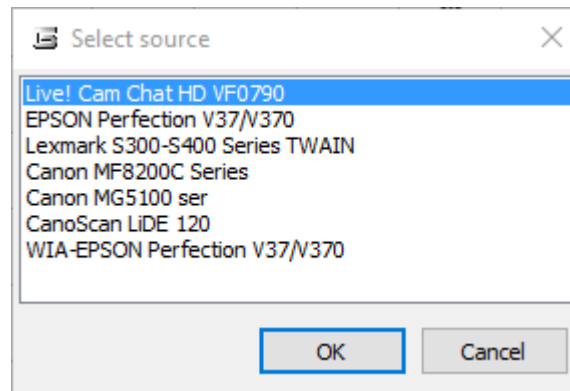 Select source
Live! Cam Chat HD VF0790
EPSON Perfection V37/V370
Lexmark S300-S400 Series TWAIN
Canon MF8200C Series
Canon MG5100 ser
CanoScan LiDE 120
WIA-EPSON Perfection V37/V370
OK Cancel